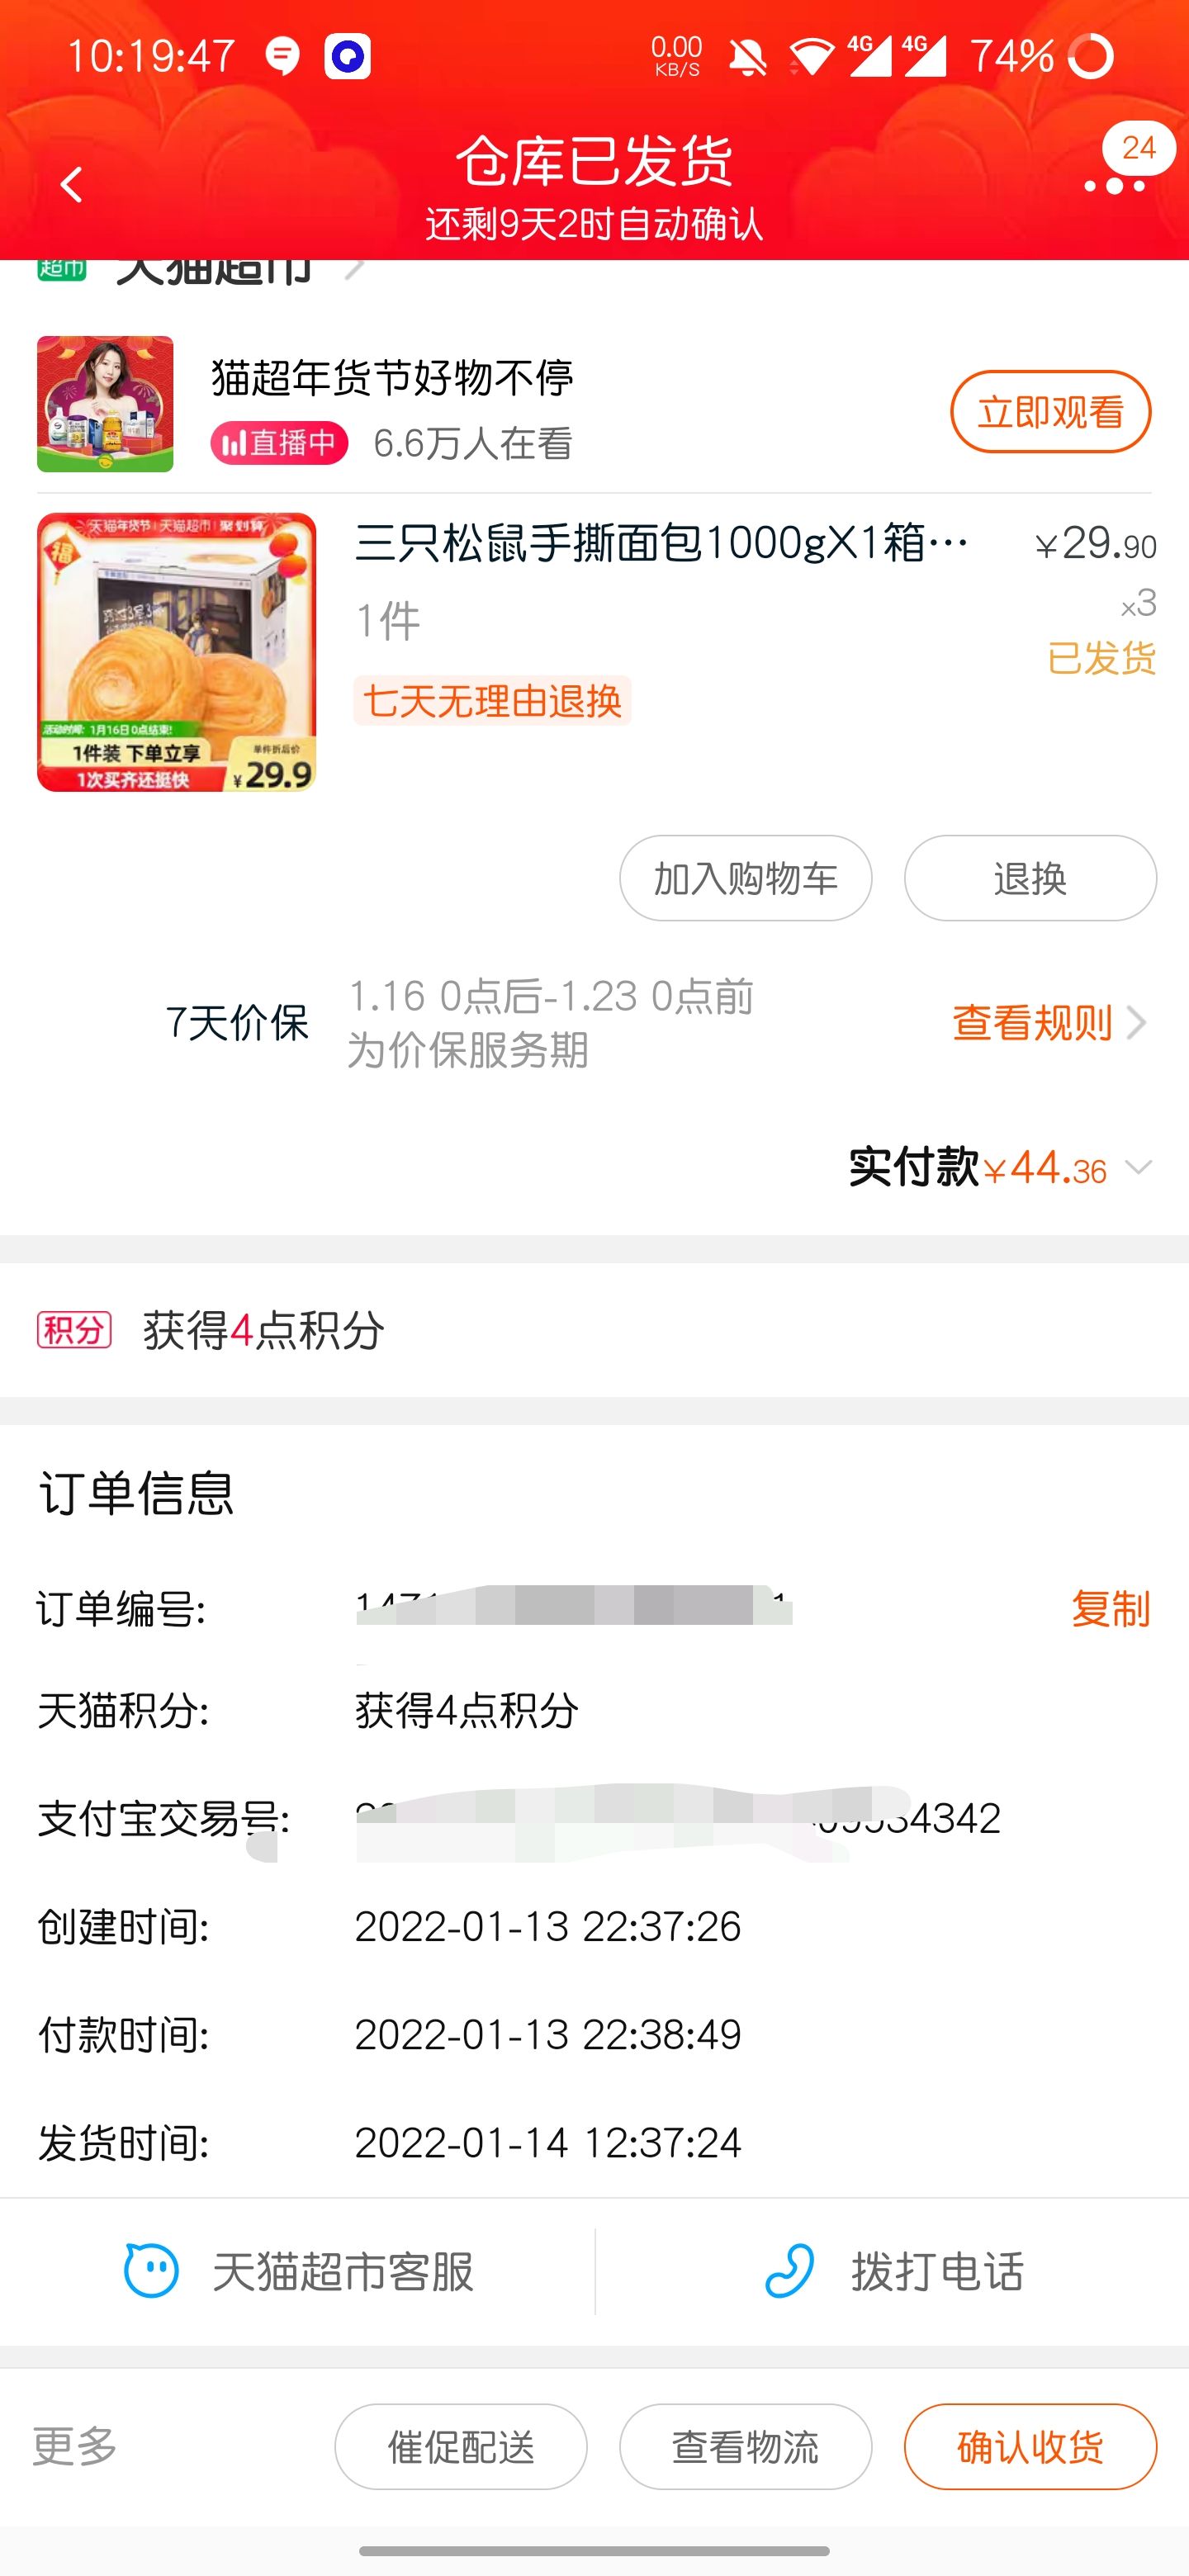 10:19:47
0.00
KB/S
4G
4G
74%
仓库已发货
24
还剩9天2时自动确认
超市 天猫超市
猫超年货节好物不停
直播中 6.6万人在看
立即观看
天猫年货节 天猫超市 聚划算
福
活动时间: 1月16日0点结束!
1件装 下单立享
1次买齐还挺快
单件折后价
¥29.9
三只松鼠手撕面包1000gX1箱…
¥29.90
1件
×3
已发货
七天无理由退换
加入购物车
退换
7天价保
1.16 0点后-1.23 0点前
为价保服务期
查看规则
实付款¥44.36
积分 获得4点积分
订单信息
订单编号:
复制
天猫积分: 获得4点积分
支付宝交易号: 34342
创建时间: 2022-01-13 22:37:26
付款时间: 2022-01-13 22:38:49
发货时间: 2022-01-14 12:37:24
天猫超市客服
拨打电话
更多
催促配送
查看物流
确认收货